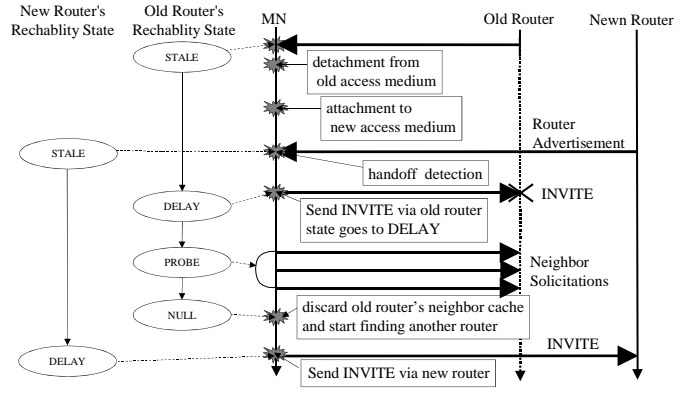 New Router's
Rechablity State
Old Router's
Rechablity State
MN
Old Router
Newn Router
STALE
detachment from
old access medium
attachment to
new access medium
Router
Advertisement
STALE
handoff detection
DELAY
INVITE
Send INVITE via old router
state goes to DELAY
PROBE
Neighbor
Solicitations
NULL
discard old router's neighbor cache
and start finding another router
INVITE
DELAY
Send INVITE via new router